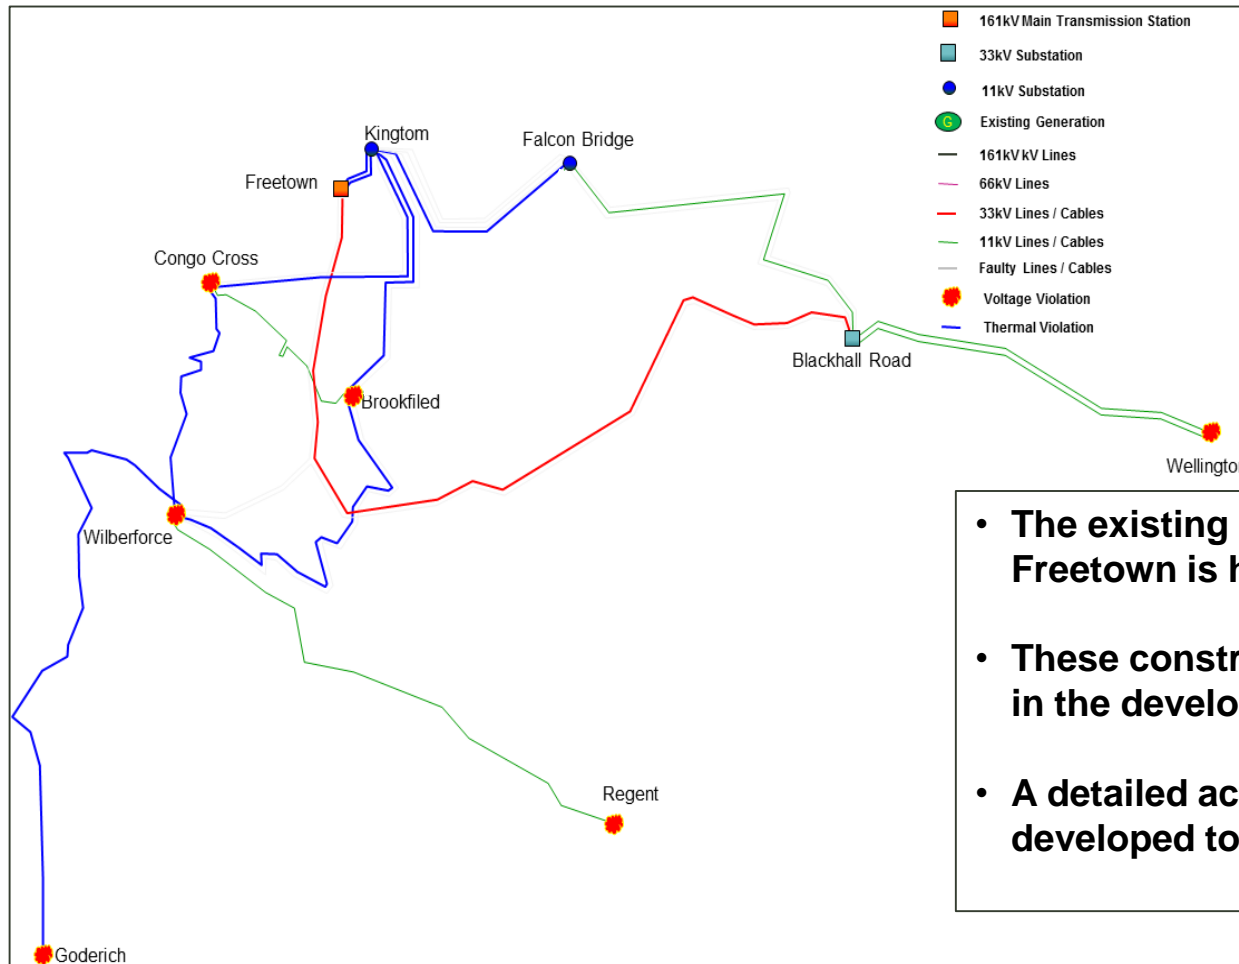 161kV Main Transmission Station
33kV Substation
11kV Substation
G Existing Generation
161kV kV Lines
66kV Lines
33kV Lines / Cables
11kV Lines / Cables
Faulty Lines / Cables
Voltage Violation
Thermal Violation
Kingtom
Falcon Bridge
Freetown
Congo Cross
Blackhall Road
Brookfiled
Wellington
Wilberforce
Regent
Goderich
• The existing
Freetown is h
• These constr
in the develo
• A detailed ac
developed to